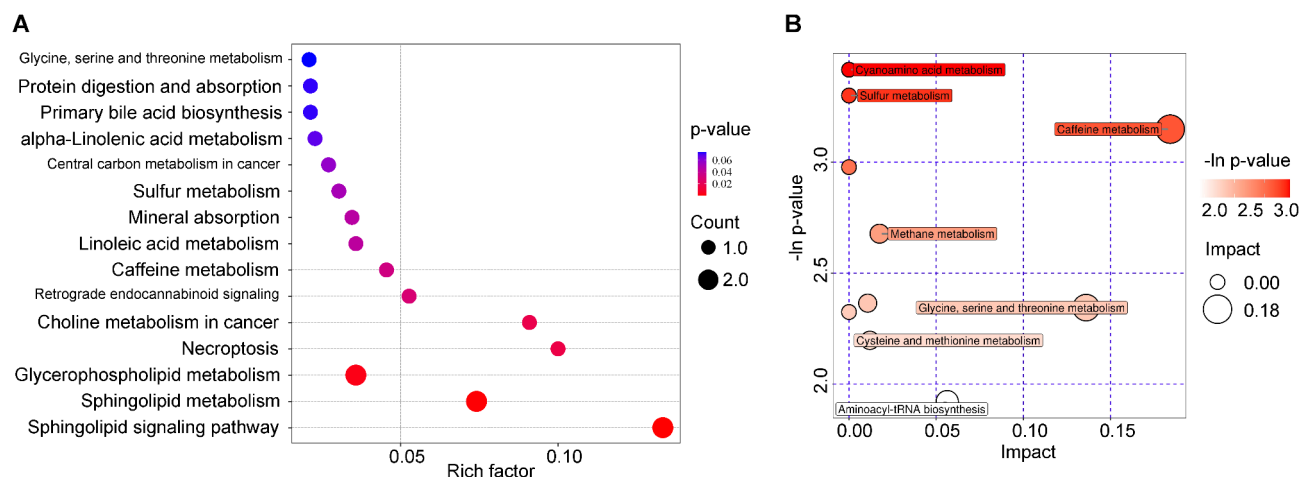 A
Glycine, serine and threonine metabolism
Protein digestion and absorption
Primary bile acid biosynthesis
alpha-Linolenic acid metabolism
Central carbon metabolism in cancer
Sulfur metabolism
Mineral absorption
Linoleic acid metabolism
Caffeine metabolism
Retrograde endocannabinoid signaling
Choline metabolism in cancer
Necroptosis
Glycerophospholipid metabolism
Sphingolipid metabolism
Sphingolipid signaling pathway
0.05 0.10
Rich factor
p-value
0.06
0.04
0.02
Count
1.0
2.0
B
Cyanoamino acid metabolism
Sulfur metabolism
Caffeine metabolism
Methane metabolism
Glycine, serine and threonine metabolism
Cysteine and methionine metabolism
Aminoacyl-tRNA biosynthesis
3.0
2.5
2.0
-ln p-value
0.00 0.05 0.10 0.15
Impact
-ln p-value
2.0 2.5 3.0
Impact
0.00
0.18